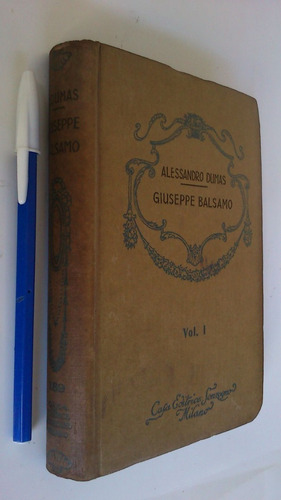 DUMAS
GIUSEPPE
BALSAMO
ALESSANDRO DUMAS
GIUSEPPE BALSAMO
Vol. I
Casa Editrice Sonzogno
Milano